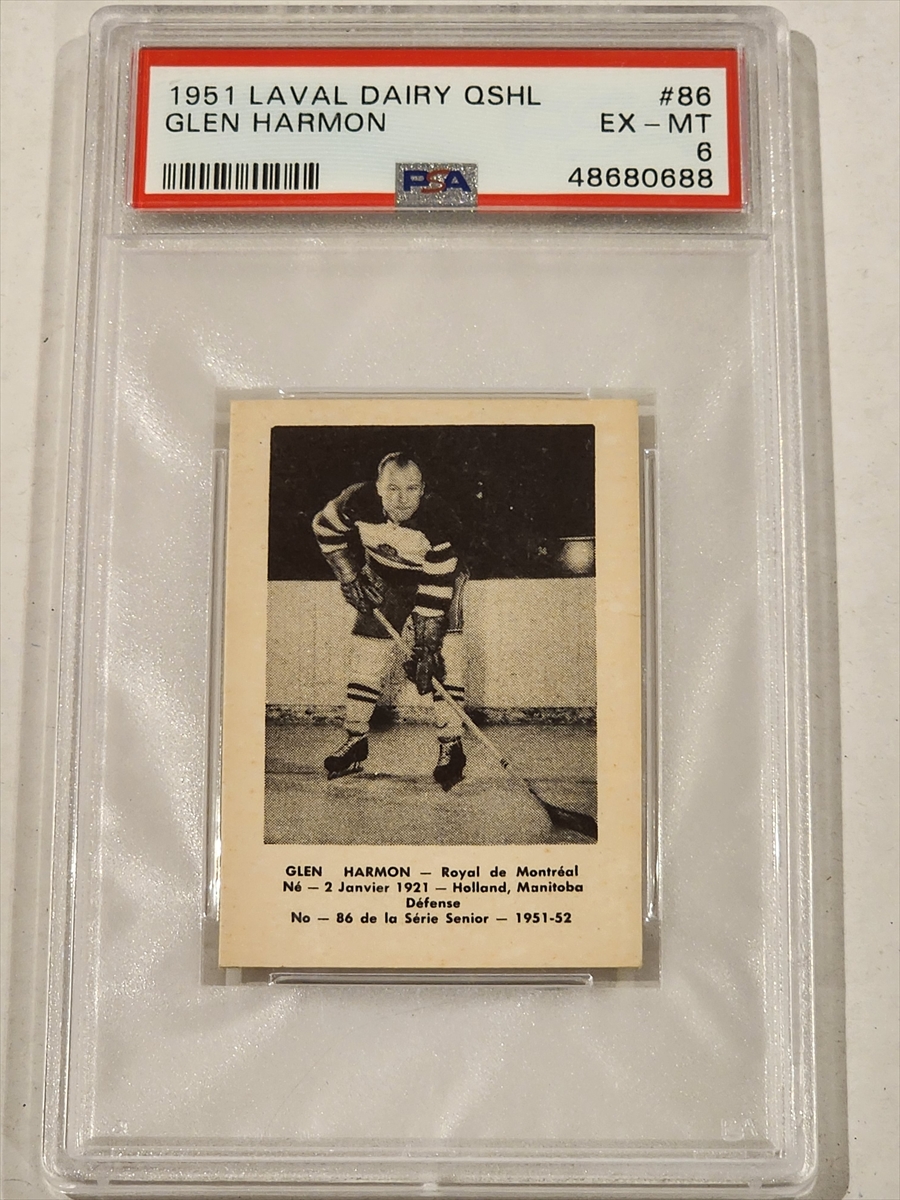 1951 LAVAL DAIRY QSHL #86
GLEN HARMON EX - MT
6
PSA 48680688
GLEN HARMON — Royal de Montréal
Né — 2 Janvier 1921 — Holland, Manitoba
Défense
No — 86 de la Série Senior — 1951-52